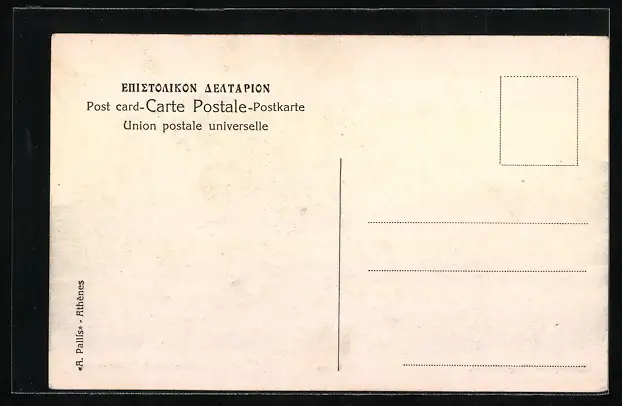 ΕΠΙΣΤΟΛΙΚΟΝ ΔΕΛΤΑΡΙΟΝ
Post card-Carte Postale-Postkarte
Union postale universelle
«A. Pallis» - Athènes